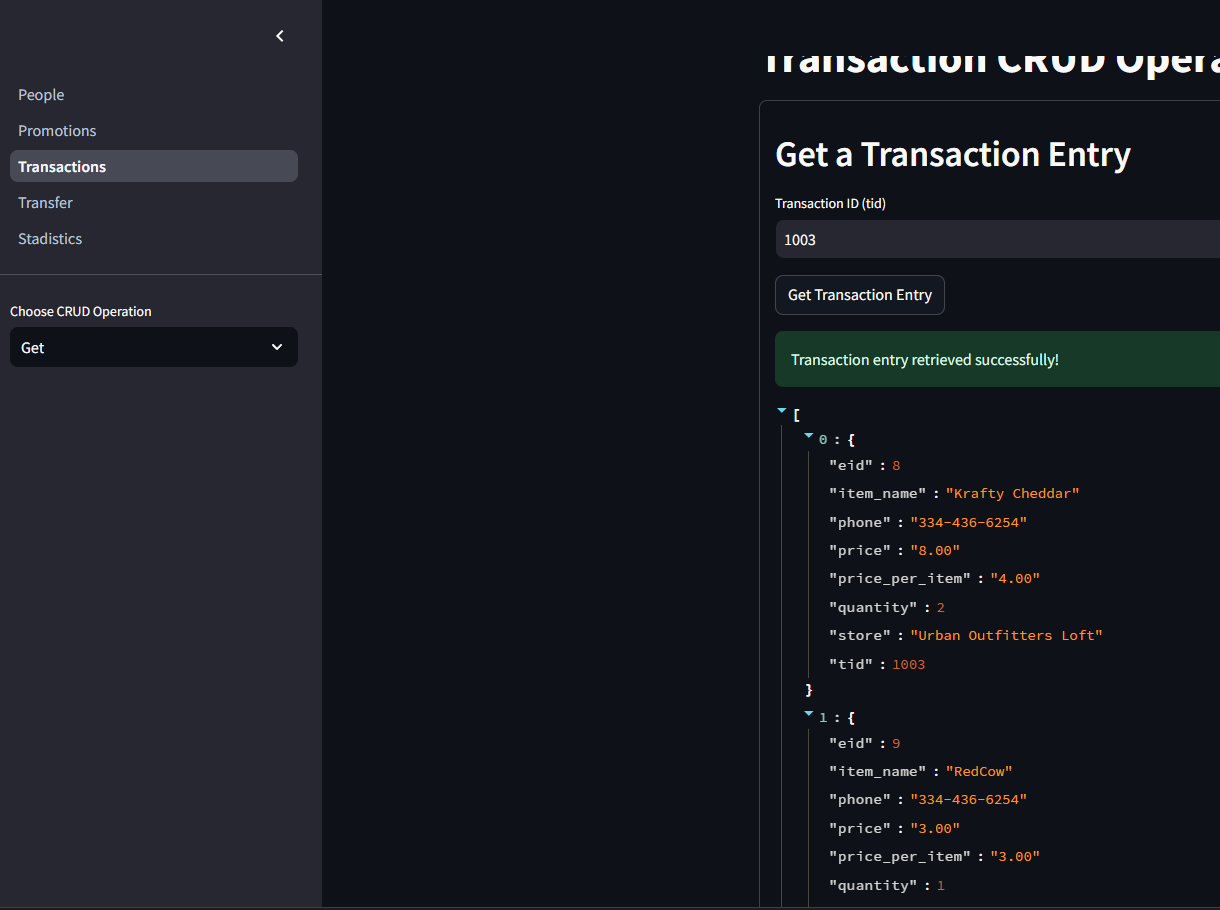 People
Promotions
Transactions
Transfer
Stadistics
Choose CRUD Operation
Get
Transaction CRUD Opera
Get a Transaction Entry
Transaction ID (tid)
1003
Get Transaction Entry
Transaction entry retrieved successfully!
[
0 : {
"eid" : 8
"item_name" : "Krafty Cheddar"
"phone" : "334-436-6254"
"price" : "8.00"
"price_per_item" : "4.00"
"quantity" : 2
"store" : "Urban Outfitters Loft"
"tid" : 1003
}
1 : {
"eid" : 9
"item_name" : "RedCow"
"phone" : "334-436-6254"
"price" : "3.00"
"price_per_item" : "3.00"
"quantity" : 1